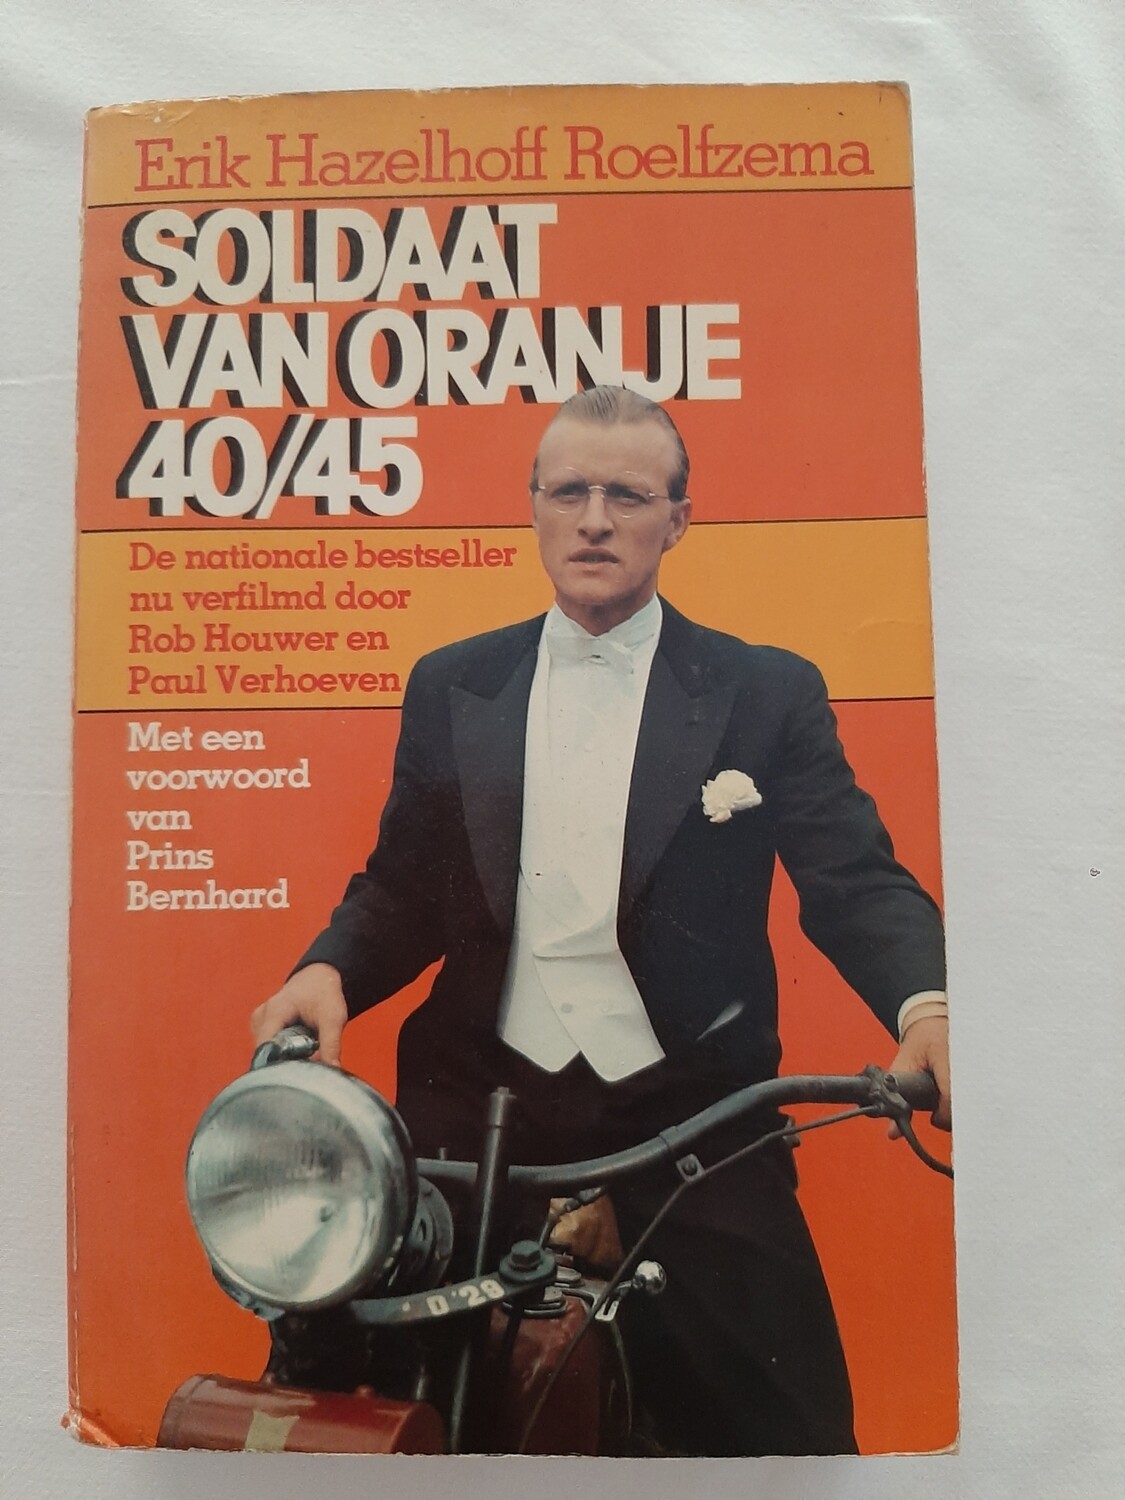 Erik Hazelhoff Roelfzema
SOLDAAT
VAN ORANJE
40/45
De nationale bestseller
nu verfilmd door
Rob Houwer en
Paul Verhoeven
Met een
voorwoord
van
Prins
Bernhard
D '29